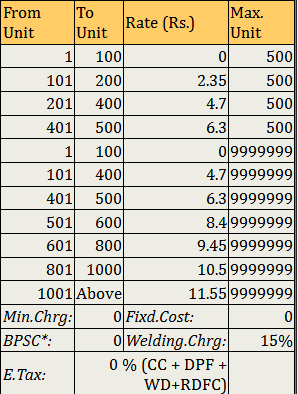 From Unit To Unit Rate (Rs.) Max. Unit
1 100 0 500
101 200 2.35 500
201 400 4.7 500
401 500 6.3 500
1 100 0 9999999
101 400 4.7 9999999
401 500 6.3 9999999
501 600 8.4 9999999
601 800 9.45 9999999
801 1000 10.5 9999999
1001 Above 11.55 9999999
Min.Chrg: 0 Fixd.Cost: 0
BPSC*: 0 Welding.Chrg: 15%
E.Tax: 0 % (CC + DPF +
WD+RDFC)